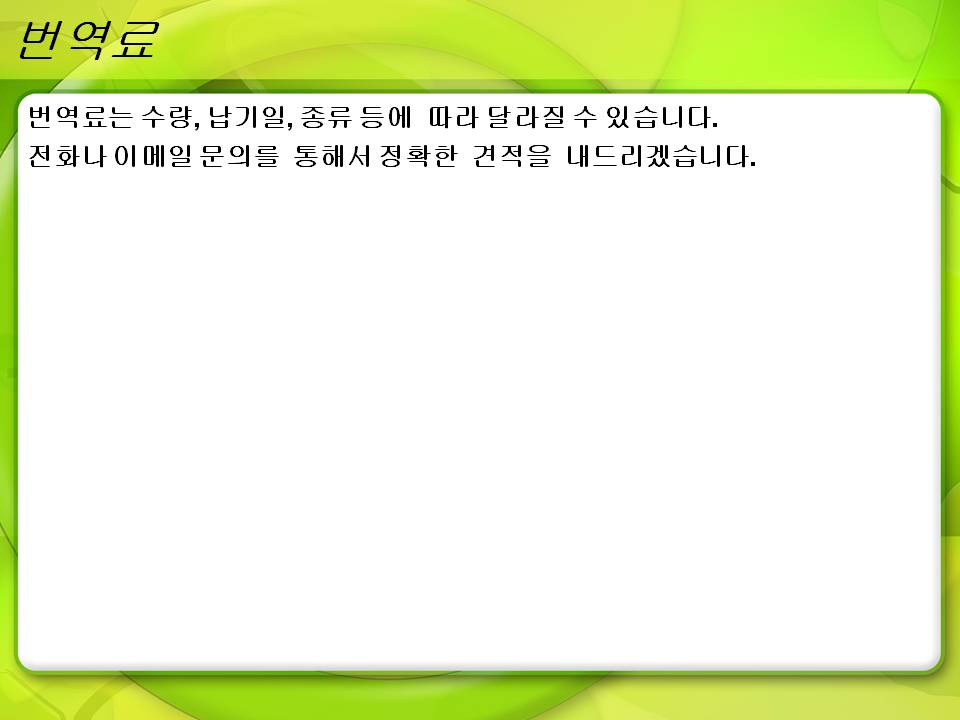 번역료
번역료는 수량, 납기일, 종류 등에 따라 달라질 수 있습니다.
전화나 이메일 문의를 통해서 정확한 견적을 내드리겠습니다.